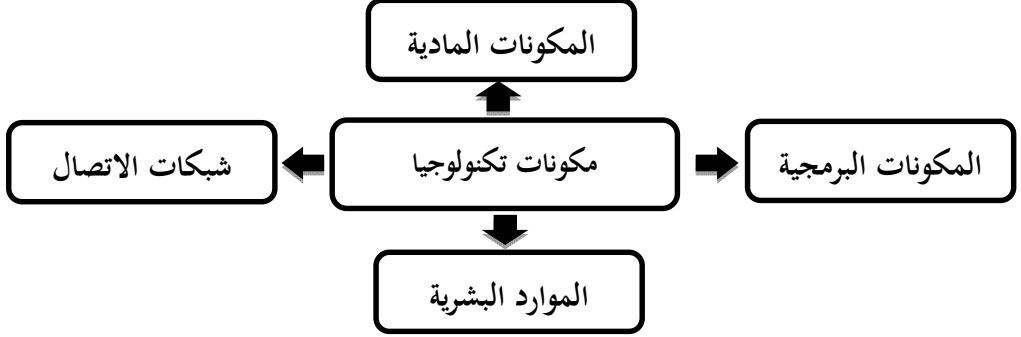 المكونات المادية
المكونات البرمجية
مكونات تكنولوجيا
شبكات الاتصال
الموارد البشرية